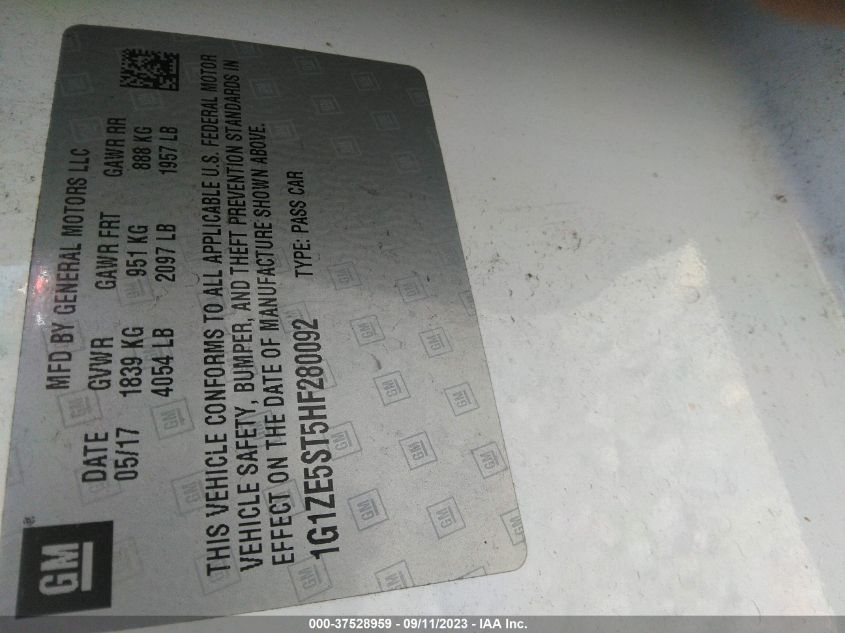 GM ®
MFD BY GENERAL MOTORS LLC
DATE GVWR GAWR FRT GAWR RR
05/17 1839 KG 951 KG 888 KG
4054 LB 2097 LB 1957 LB
THIS VEHICLE CONFORMS TO ALL APPLICABLE U.S. FEDERAL MOTOR
VEHICLE SAFETY, BUMPER, AND THEFT PREVENTION STANDARDS IN
EFFECT ON THE DATE OF MANUFACTURE SHOWN ABOVE.
1G1ZE5ST5HF280092 TYPE: PASS CAR
000-37528959 - 09/11/2023 - IAA Inc.